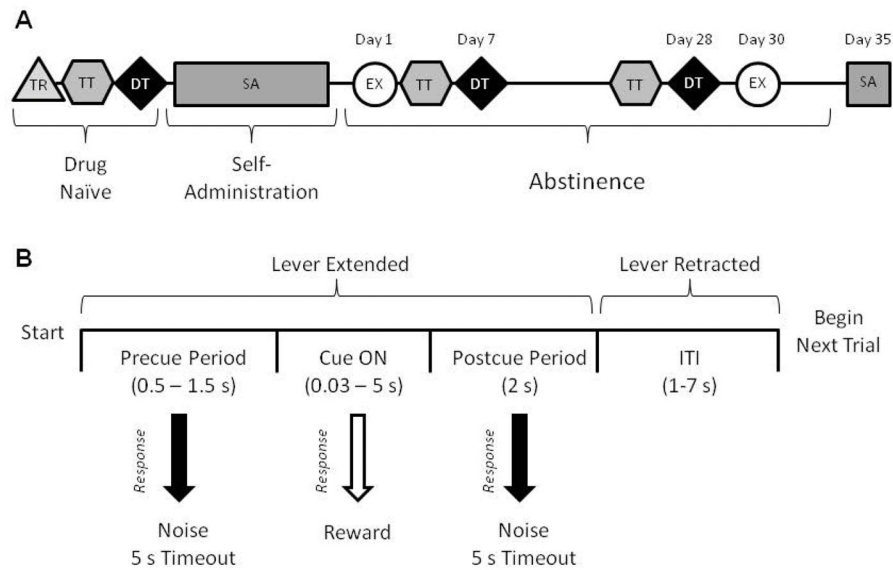 A
Day 1
Day 7
Day 28
Day 30
Day 35
TR
TT
DT
SA
EX
TT
DT
TT
DT
EX
SA
Drug
Naïve
Self-
Administration
Abstinence
B
Lever Extended
Lever Retracted
Start
Begin
Next Trial
Precue Period
(0.5 – 1.5 s)
Cue ON
(0.03 – 5 s)
Postcue Period
(2 s)
ITI
(1-7 s)
Response
Response
Response
Noise
5 s Timeout
Reward
Noise
5 s Timeout